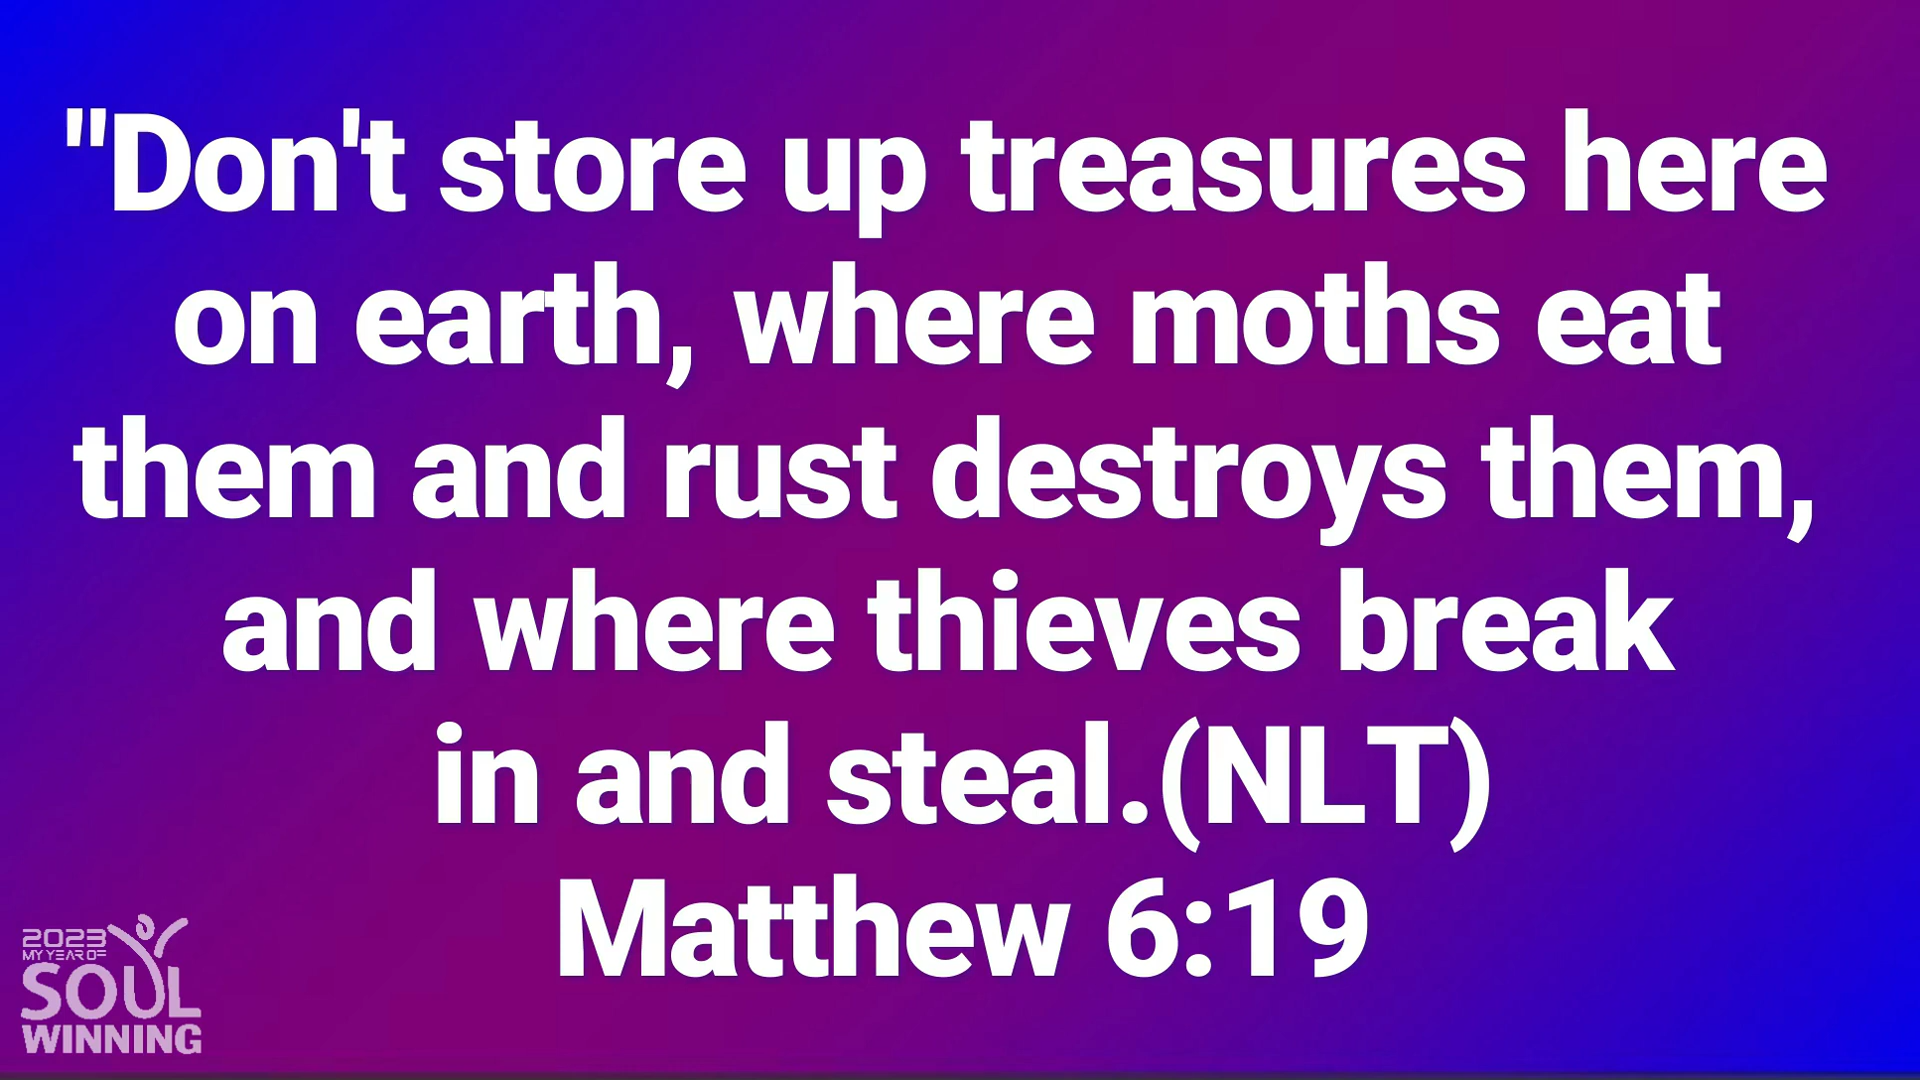 "Don't store up treasures here
on earth, where moths eat
them and rust destroys them,
and where thieves break
in and steal.(NLT)
Matthew 6:19
2023
MY YEAR OF
SOUL
WINNING